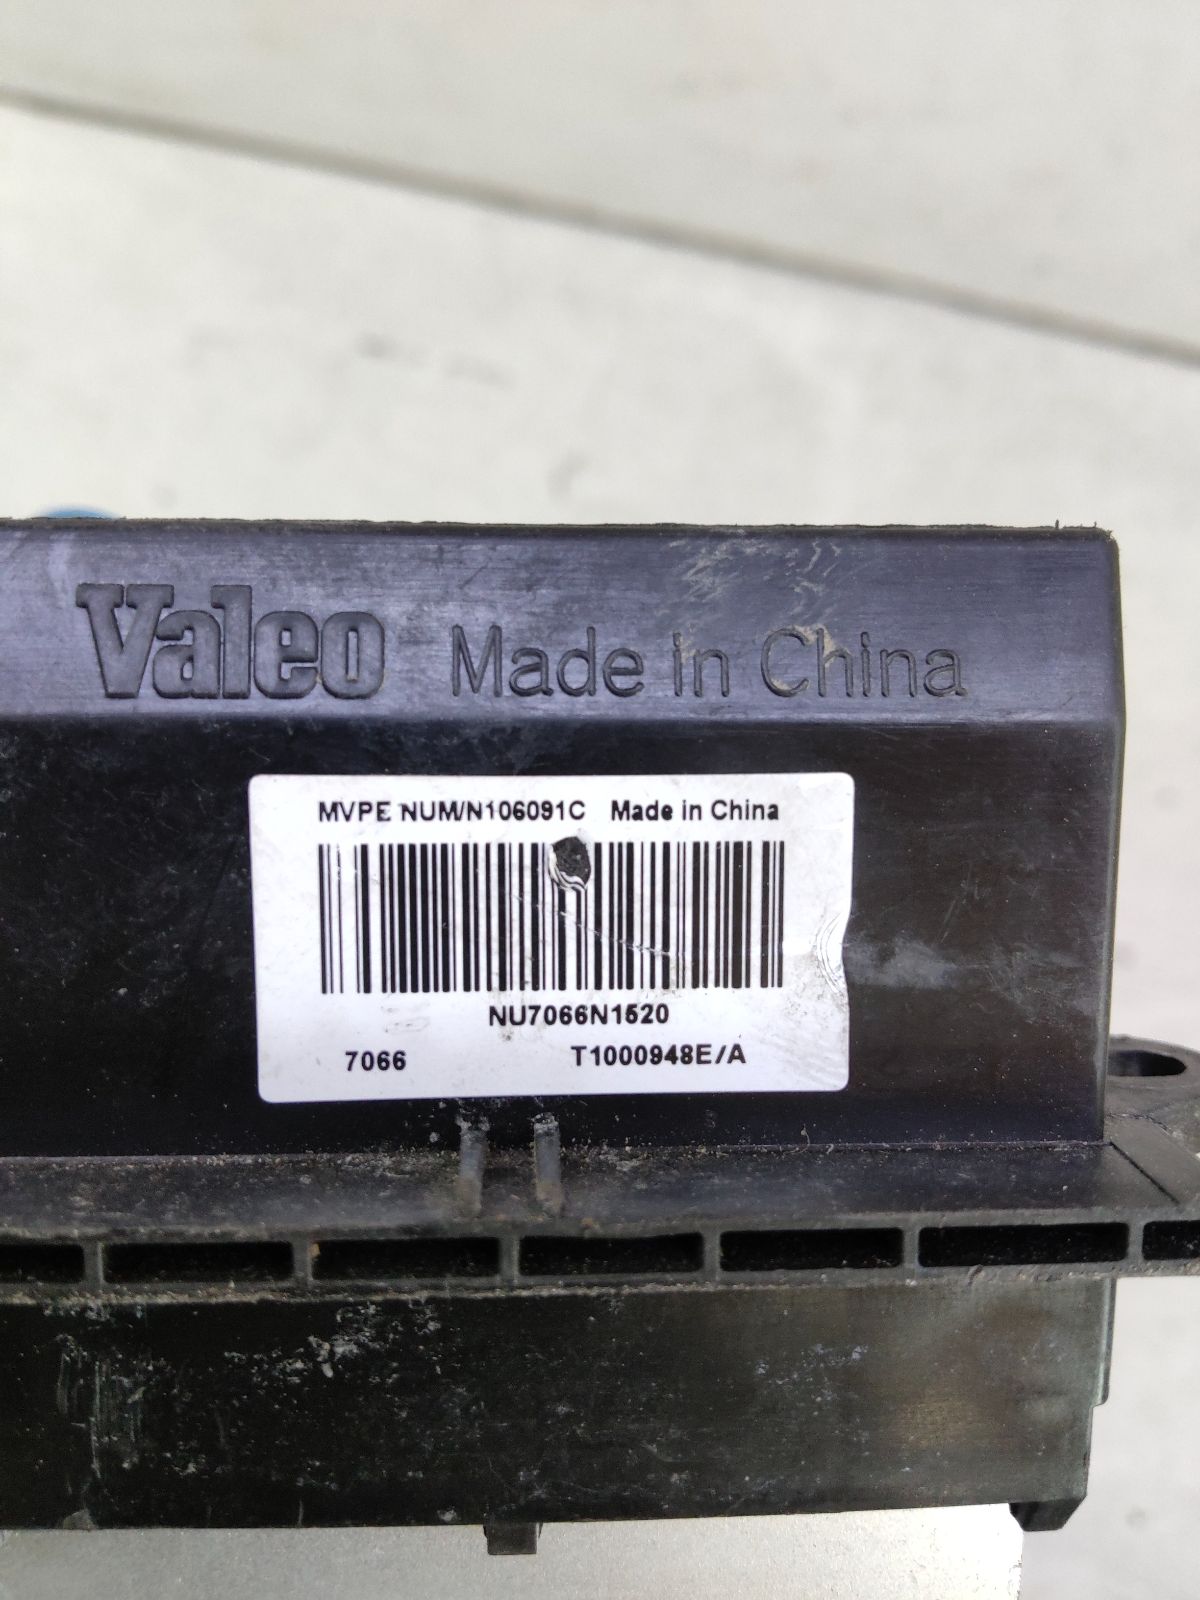 Valeo Made in China
MVPE NUM/N106091C Made in China
NU7066N1520
7066 T1000948E/A